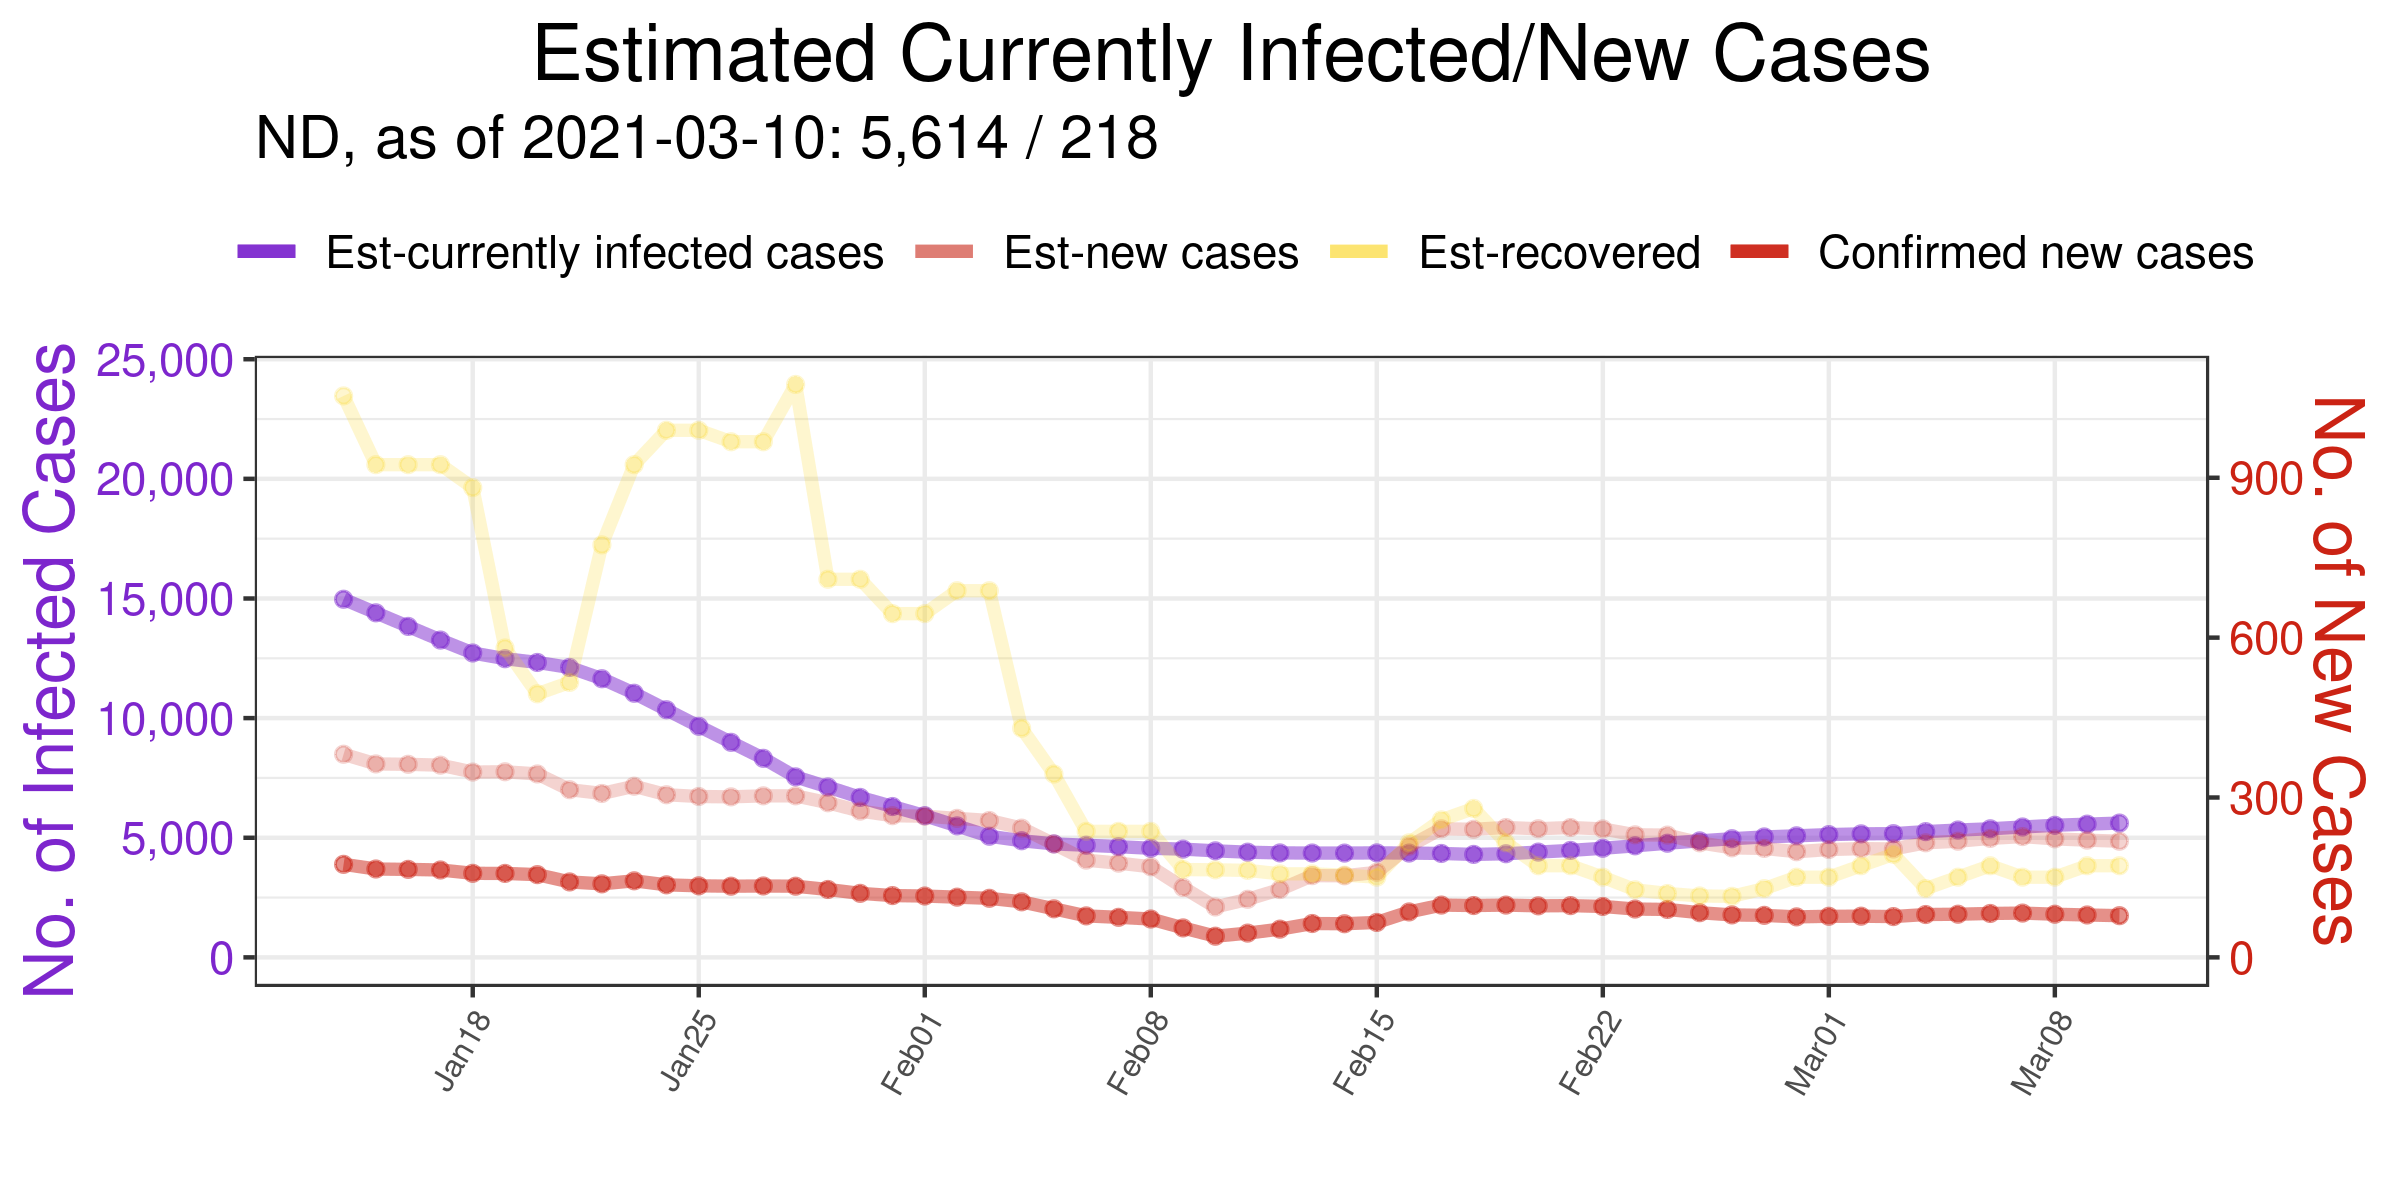 Estimated Currently Infected/New Cases
ND, as of 2021-03-10: 5,614 / 218
Est-currently infected cases Est-new cases Est-recovered Confirmed new cases
No. of Infected Cases
25,000
20,000
15,000
10,000
5,000
0
900
600
300
0
No. of New Cases
Jan18 Jan25 Feb01 Feb08 Feb15 Feb22 Mar01 Mar08